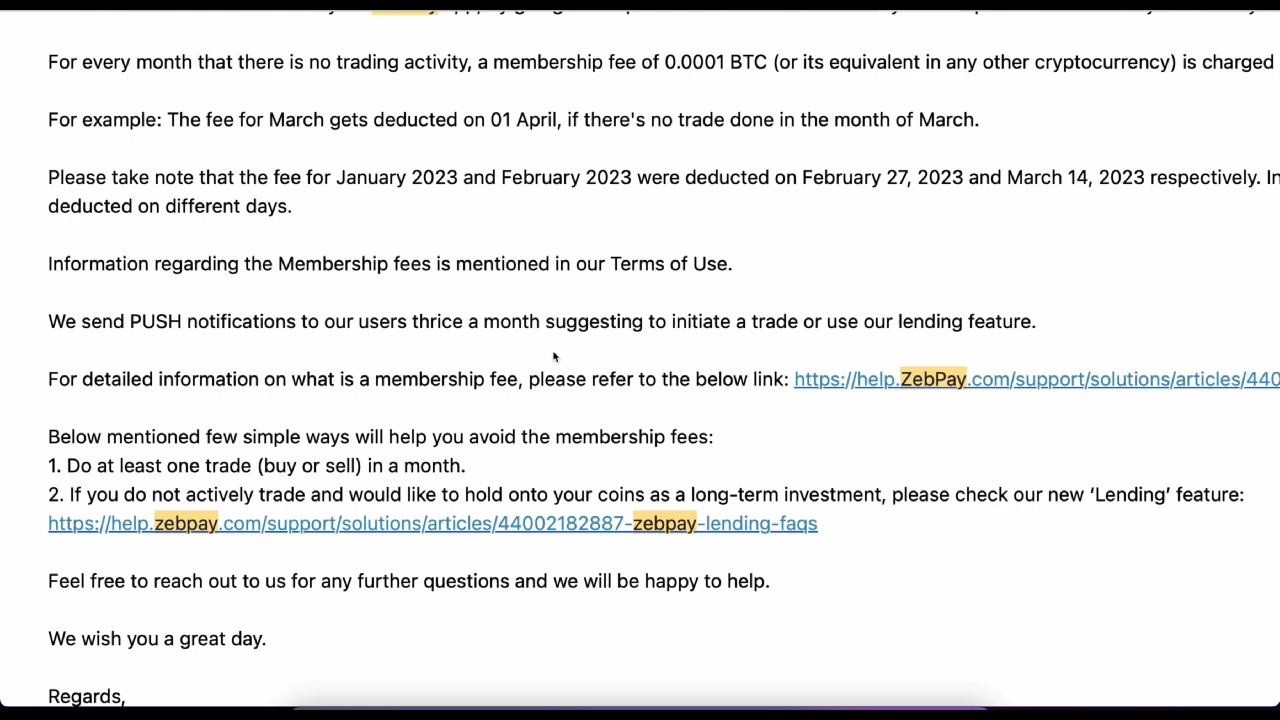 For every month that there is no trading activity, a membership fee of 0.0001 BTC (or its equivalent in any other cryptocurrency) is charged
For example: The fee for March gets deducted on 01 April, if there's no trade done in the month of March.
Please take note that the fee for January 2023 and February 2023 were deducted on February 27, 2023 and March 14, 2023 respectively. In
deducted on different days.
Information regarding the Membership fees is mentioned in our Terms of Use.
We send PUSH notifications to our users thrice a month suggesting to initiate a trade or use our lending feature.
For detailed information on what is a membership fee, please refer to the below link: https://help.ZebPay.com/support/solutions/articles/440
Below mentioned few simple ways will help you avoid the membership fees:
1. Do at least one trade (buy or sell) in a month.
2. If you do not actively trade and would like to hold onto your coins as a long-term investment, please check our new ‘Lending’ feature:
https://help.zebpay.com/support/solutions/articles/44002182887-zebpay-lending-faqs
Feel free to reach out to us for any further questions and we will be happy to help.
We wish you a great day.
Regards,